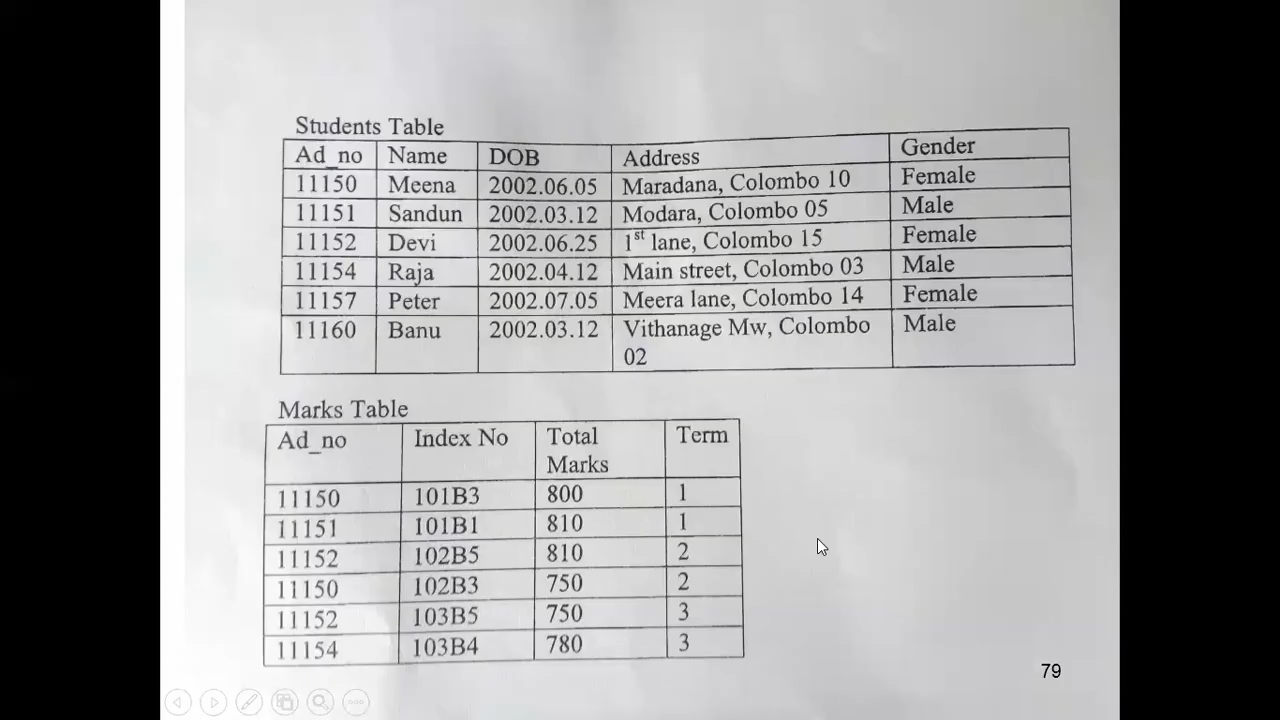 Students Table
Ad_no Name DOB Address Gender
11150 Meena 2002.06.05 Maradana, Colombo 10 Female
11151 Sandun 2002.03.12 Modara, Colombo 05 Male
11152 Devi 2002.06.25 1st lane, Colombo 15 Female
11154 Raja 2002.04.12 Main street, Colombo 03 Male
11157 Peter 2002.07.05 Meera lane, Colombo 14 Female
11160 Banu 2002.03.12 Vithanage Mw, Colombo Male
02
Marks Table
Ad_no Index No Total Term
Marks
11150 101B3 800 1
11151 101B1 810 1
11152 102B5 810 2
11150 102B3 750 2
11152 103B5 750 3
11154 103B4 780 3
79